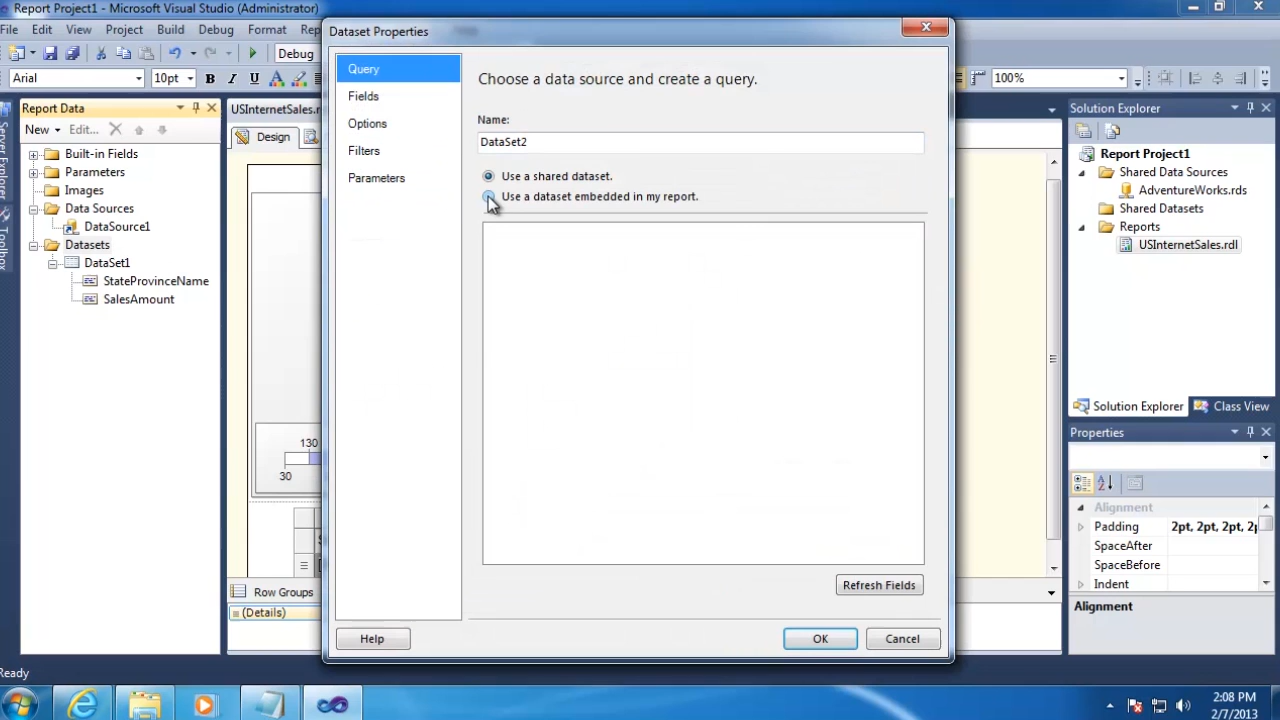 Report Project1 - Microsoft Visual Studio (Administrator)
File Edit View Project Build Debug Format
Debug
Arial 10pt B I U A 100%
Report Data
New Edit...
Built-in Fields
Parameters
Images
Data Sources
DataSource1
Datasets
DataSet1
StateProvinceName
SalesAmount
Server Explorer
Toolbox
USInternetSales.r
Design
130
30
Row Groups
(Details)
Dataset Properties
Query
Fields
Options
Filters
Parameters
Choose a data source and create a query.
Name:
DataSet2
Use a shared dataset.
Use a dataset embedded in my report.
Refresh Fields
Help OK Cancel
Solution Explorer
Report Project1
Shared Data Sources
AdventureWorks.rds
Shared Datasets
Reports
USInternetSales.rdl
Solution Explorer Class View
Properties
Alignment
Padding 2pt, 2pt, 2pt, 2p
SpaceAfter
SpaceBefore
Indent
Alignment
Ready
2:08 PM
2/7/2013